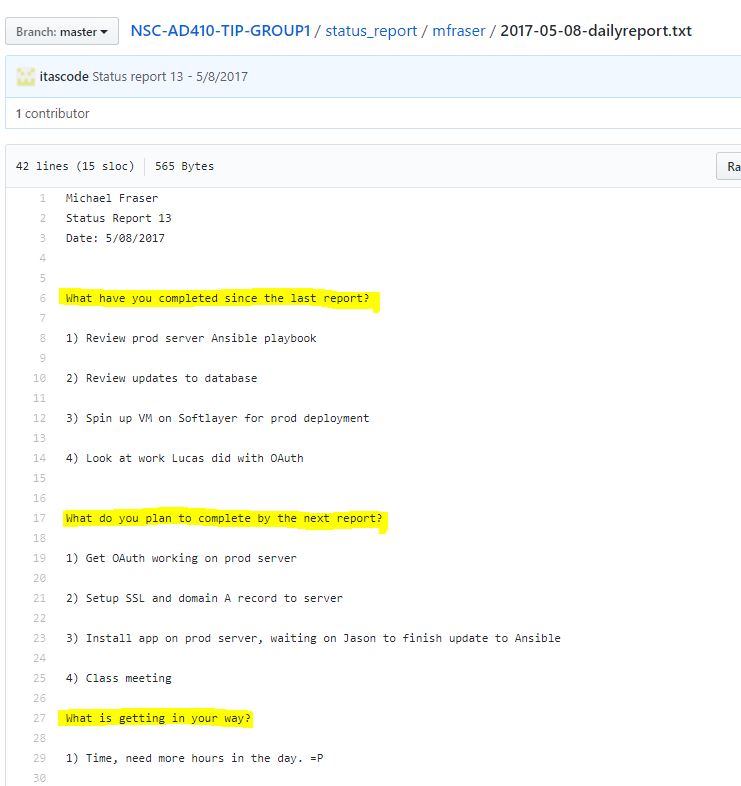 Branch: master NSC-AD410-TIP-GROUP1 / status_report / mfraser / 2017-05-08-dailyreport.txt
itascode Status report 13 - 5/8/2017
1 contributor
42 lines (15 sloc) 565 Bytes Ra
1 Michael Fraser
2 Status Report 13
3 Date: 5/08/2017
4
5
6 What have you completed since the last report?
7
8 1) Review prod server Ansible playbook
9
10 2) Review updates to database
11
12 3) Spin up VM on Softlayer for prod deployment
13
14 4) Look at work Lucas did with OAuth
15
16
17 What do you plan to complete by the next report?
18
19 1) Get OAuth working on prod server
20
21 2) Setup SSL and domain A record to server
22
23 3) Install app on prod server, waiting on Jason to finish update to Ansible
24
25 4) Class meeting
26
27 What is getting in your way?
28
29 1) Time, need more hours in the day. =P
30